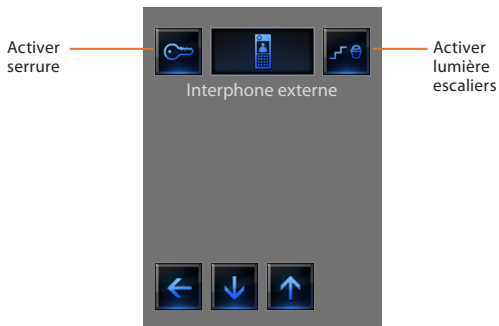 Activer
serrure
Activer
lumière
escaliers
Interphone externe